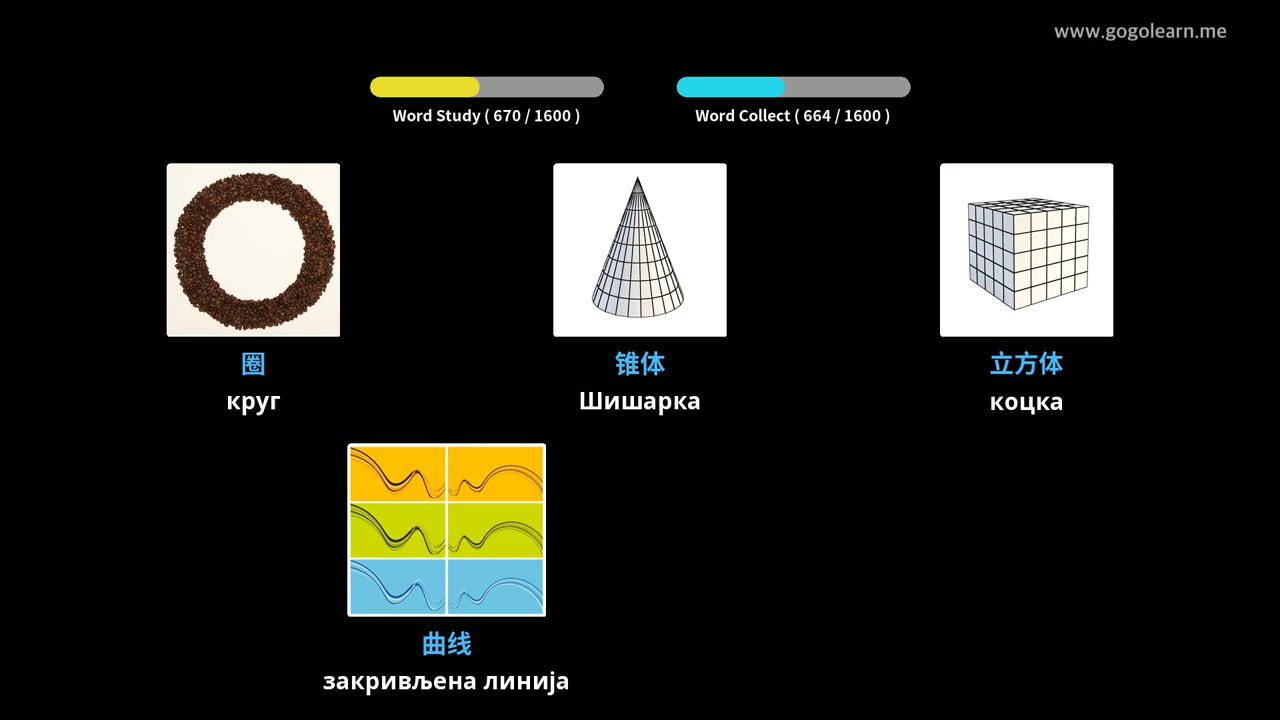 www.gogolearn.me
Word Study ( 670 / 1600 )
Word Collect ( 664 / 1600 )
圈
круг
锥体
Шишарка
立方体
коцка
曲线
закривљена линија